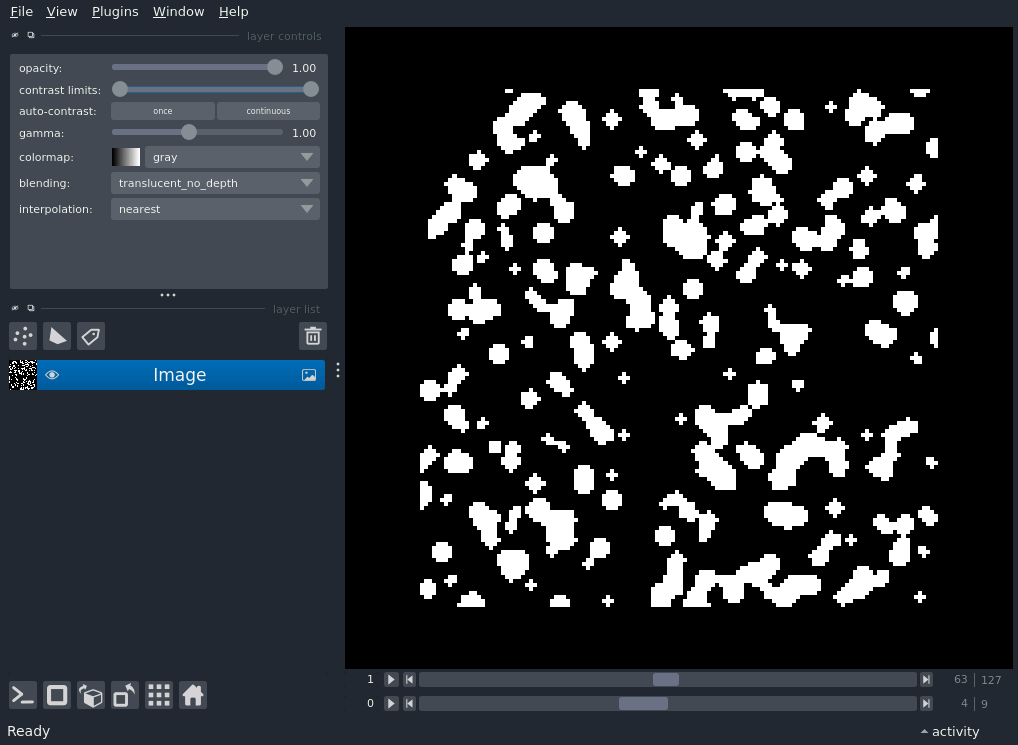 File View Plugins Window Help
layer controls
opacity: 1.00
contrast limits:
auto-contrast: once continuous
gamma: 1.00
colormap: gray
blending: translucent_no_depth
interpolation: nearest
layer list
Image
1 63 127
0 4 9
Ready activity